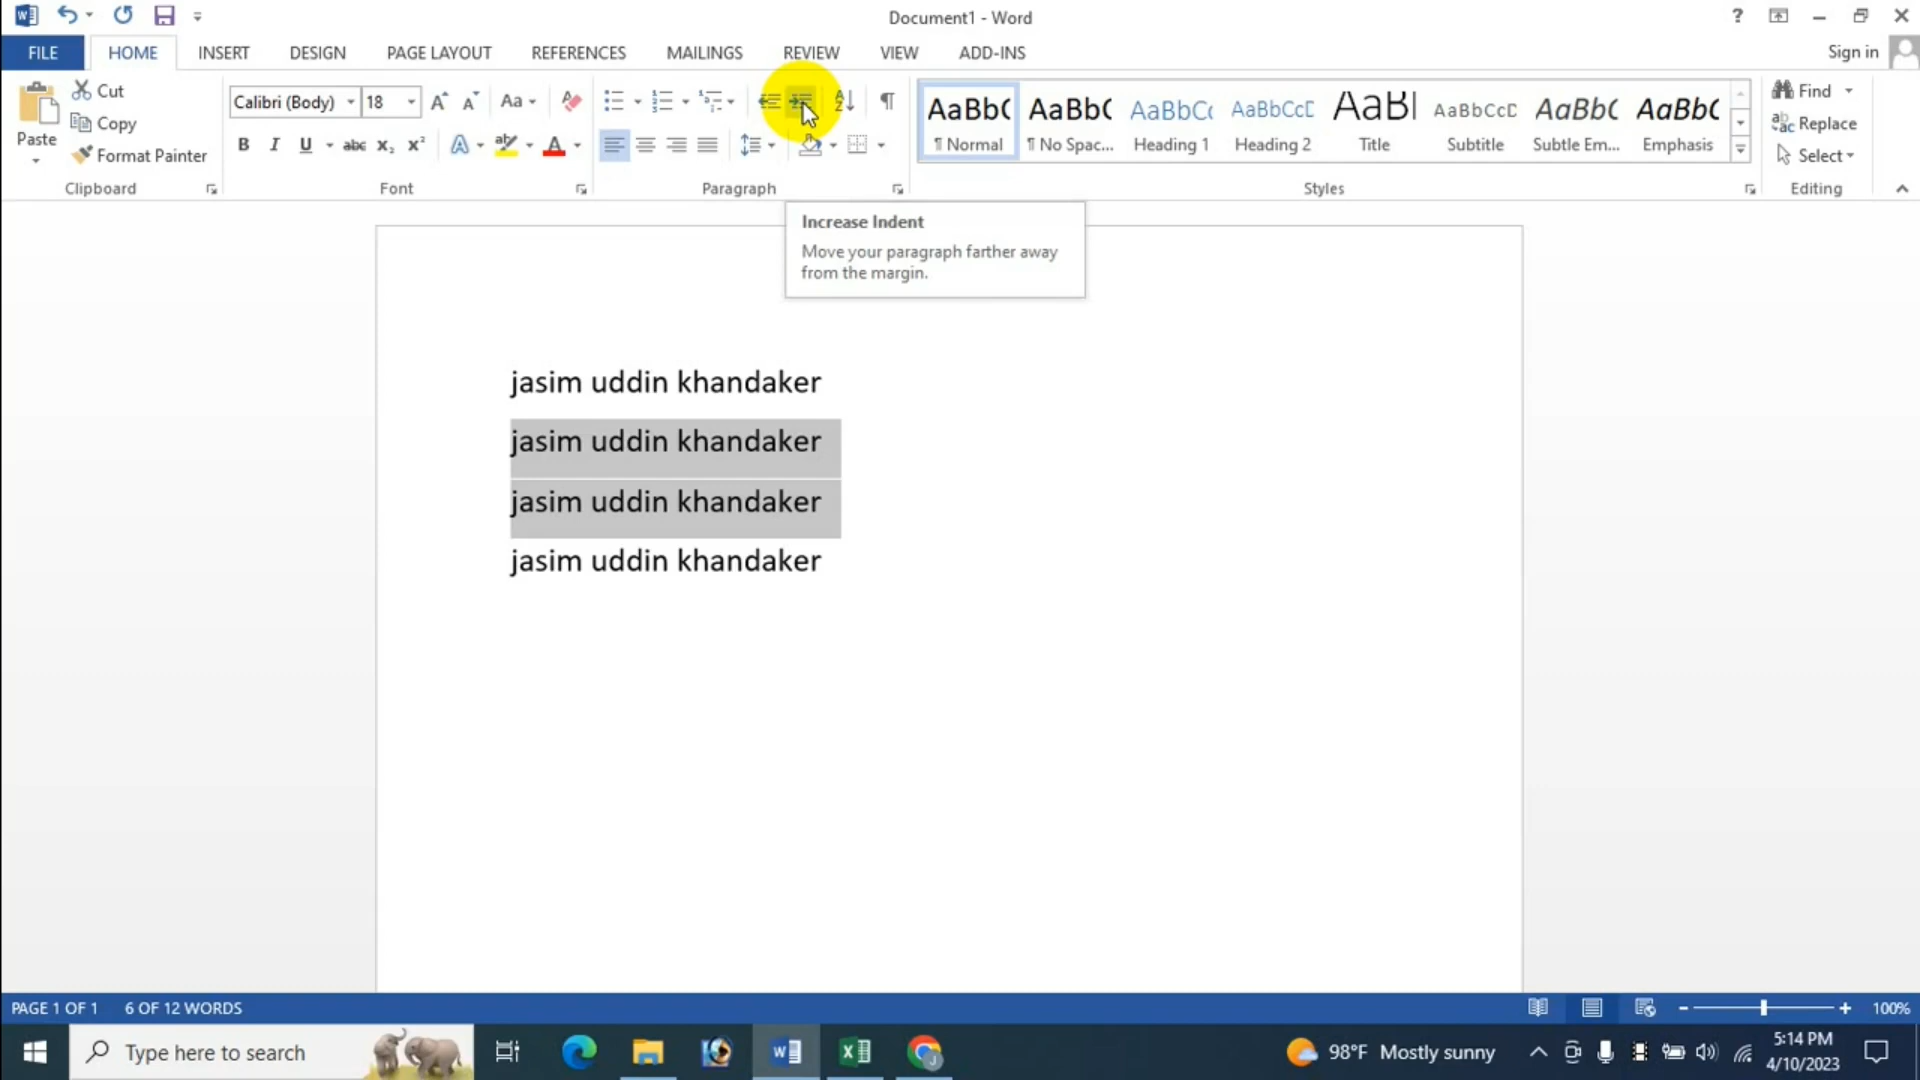 Document1 - Word
FILE HOME INSERT DESIGN PAGE LAYOUT REFERENCES MAILINGS REVIEW VIEW ADD-INS Sign in
Paste
Cut
Copy
Format Painter
Clipboard
Calibri (Body) 18
Font
Paragraph
AaBbC AaBbC AaBbC AaBbCcD AaBl AaBbCcD AaBbC AaBbC
¶ Normal ¶ No Spac... Heading 1 Heading 2 Title Subtitle Subtle Em... Emphasis
Styles
Find
Replace
Select
Editing
Increase Indent
Move your paragraph farther away
from the margin.
jasim uddin khandaker
jasim uddin khandaker
jasim uddin khandaker
jasim uddin khandaker
PAGE 1 OF 1 6 OF 12 WORDS 100%
Type here to search
98°F Mostly sunny
5:14 PM
4/10/2023